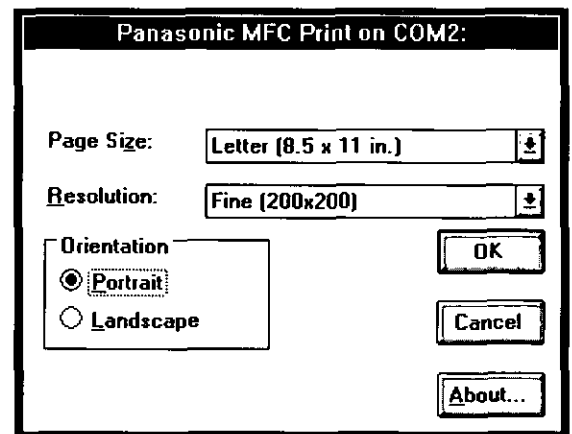 Panasonic MFC Print on COM2:
Page Size: Letter (8.5 x 11 in.)
Resolution: Fine (200x200)
Orientation
Portrait
Landscape
OK
Cancel
About...